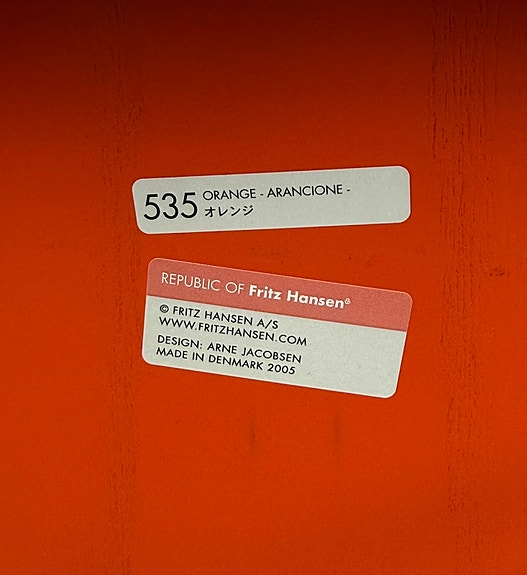 535 ORANGE - ARANCIONE -
オレンジ
REPUBLIC OF Fritz Hansen®
© FRITZ HANSEN A/S
WWW.FRITZHANSEN.COM
DESIGN: ARNE JACOBSEN
MADE IN DENMARK 2005